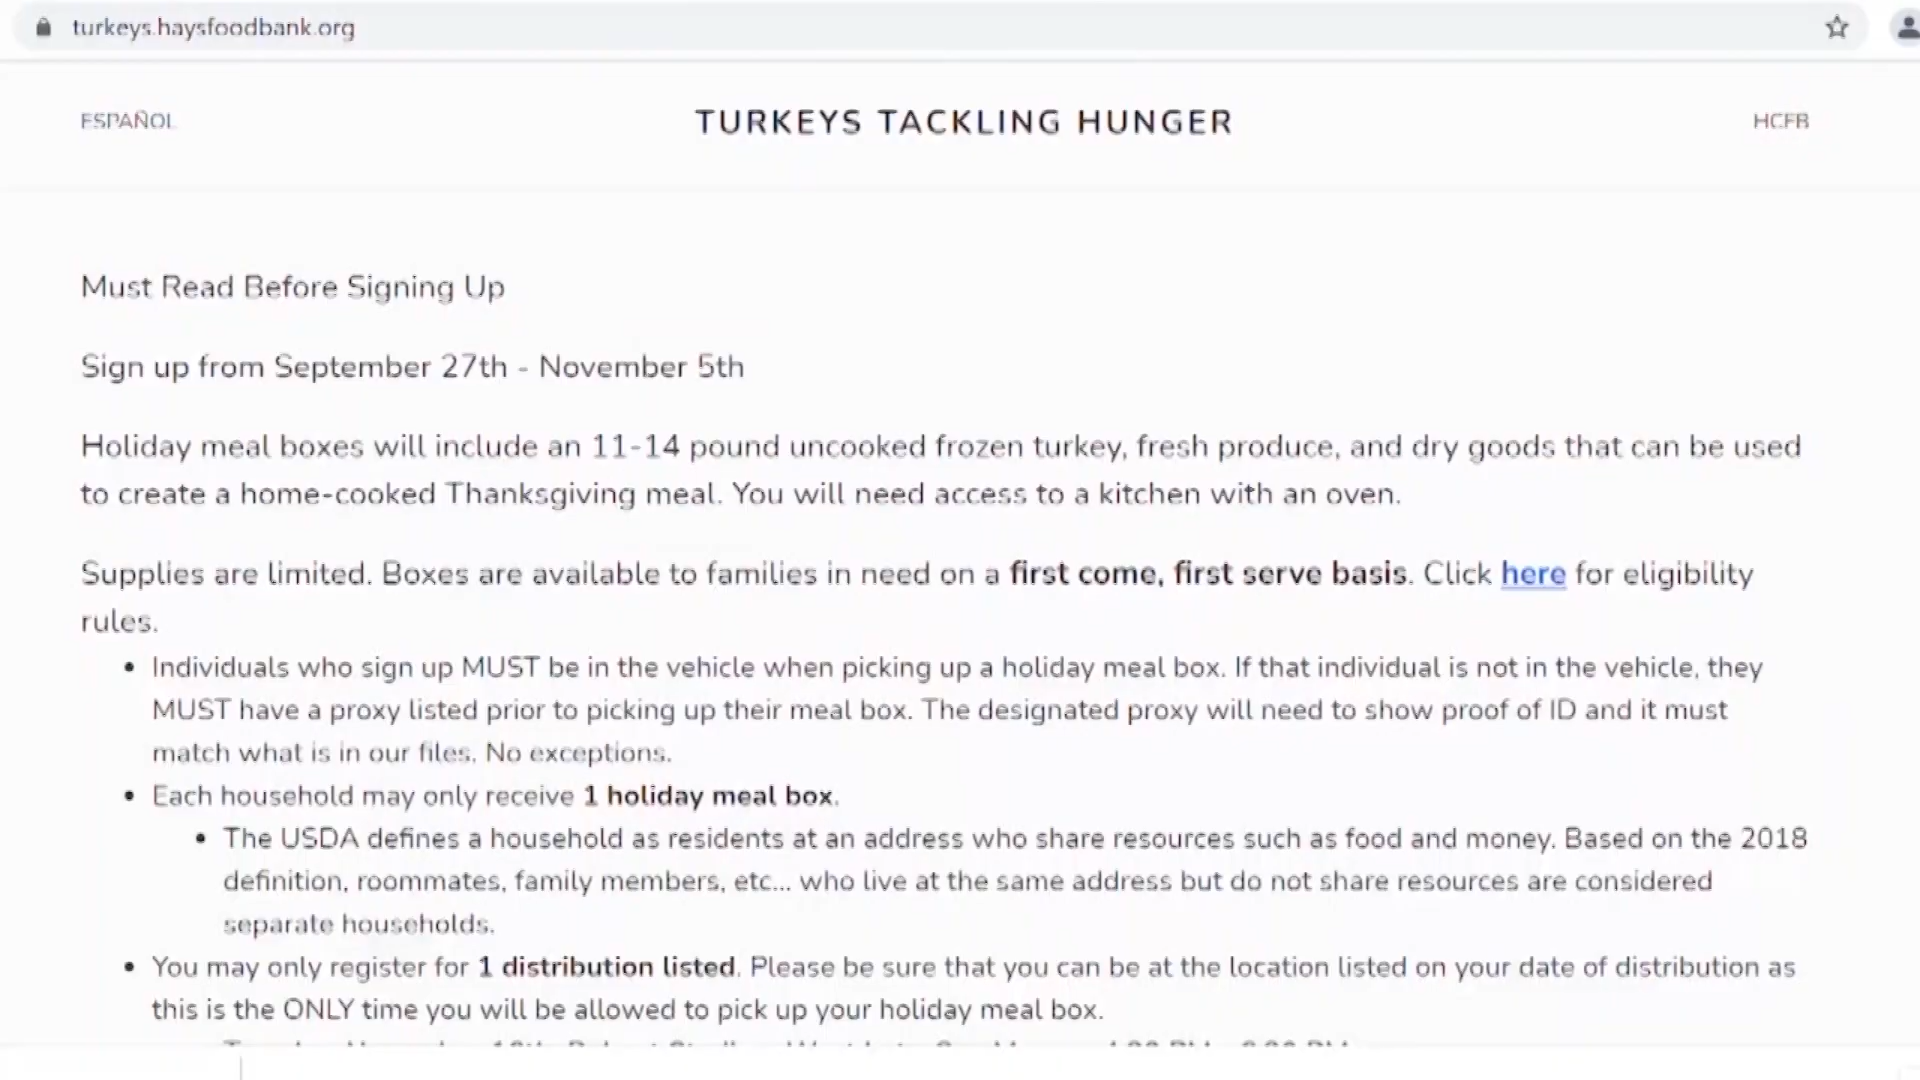 turkeys.haysfoodbank.org
ESPAÑOL
TURKEYS TACKLING HUNGER
HCFB
Must Read Before Signing Up
Sign up from September 27th - November 5th
Holiday meal boxes will include an 11-14 pound uncooked frozen turkey, fresh produce, and dry goods that can be used
to create a home-cooked Thanksgiving meal. You will need access to a kitchen with an oven.
Supplies are limited. Boxes are available to families in need on a first come, first serve basis. Click here for eligibility
rules.
• Individuals who sign up MUST be in the vehicle when picking up a holiday meal box. If that individual is not in the vehicle, they
MUST have a proxy listed prior to picking up their meal box. The designated proxy will need to show proof of ID and it must
match what is in our files. No exceptions.
• Each household may only receive 1 holiday meal box.
• The USDA defines a household as residents at an address who share resources such as food and money. Based on the 2018
definition, roommates, family members, etc... who live at the same address but do not share resources are considered
separate households.
• You may only register for 1 distribution listed. Please be sure that you can be at the location listed on your date of distribution as
this is the ONLY time you will be allowed to pick up your holiday meal box.